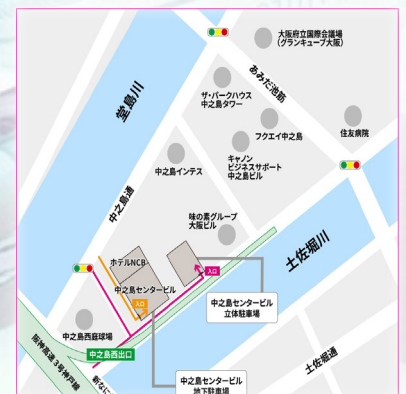 大阪府立国際会議場
(グランキューブ大阪)
あみだ池筋
堂島川
ザ・パークハウス
中之島タワー
フクエイ中之島
住友病院
キヤノン
ビジネスサポート
中之島ビル
中之島インテス
中之島通
味の素グループ
大阪ビル
土佐堀川
ホテルNCB
入口
中之島センタービル
入口
中之島センタービル
立体駐車場
中之島西庭球場
中之島西出口
阪神高速3号神戸線
新なに
土佐堀通
中之島センタービル
地下駐車場